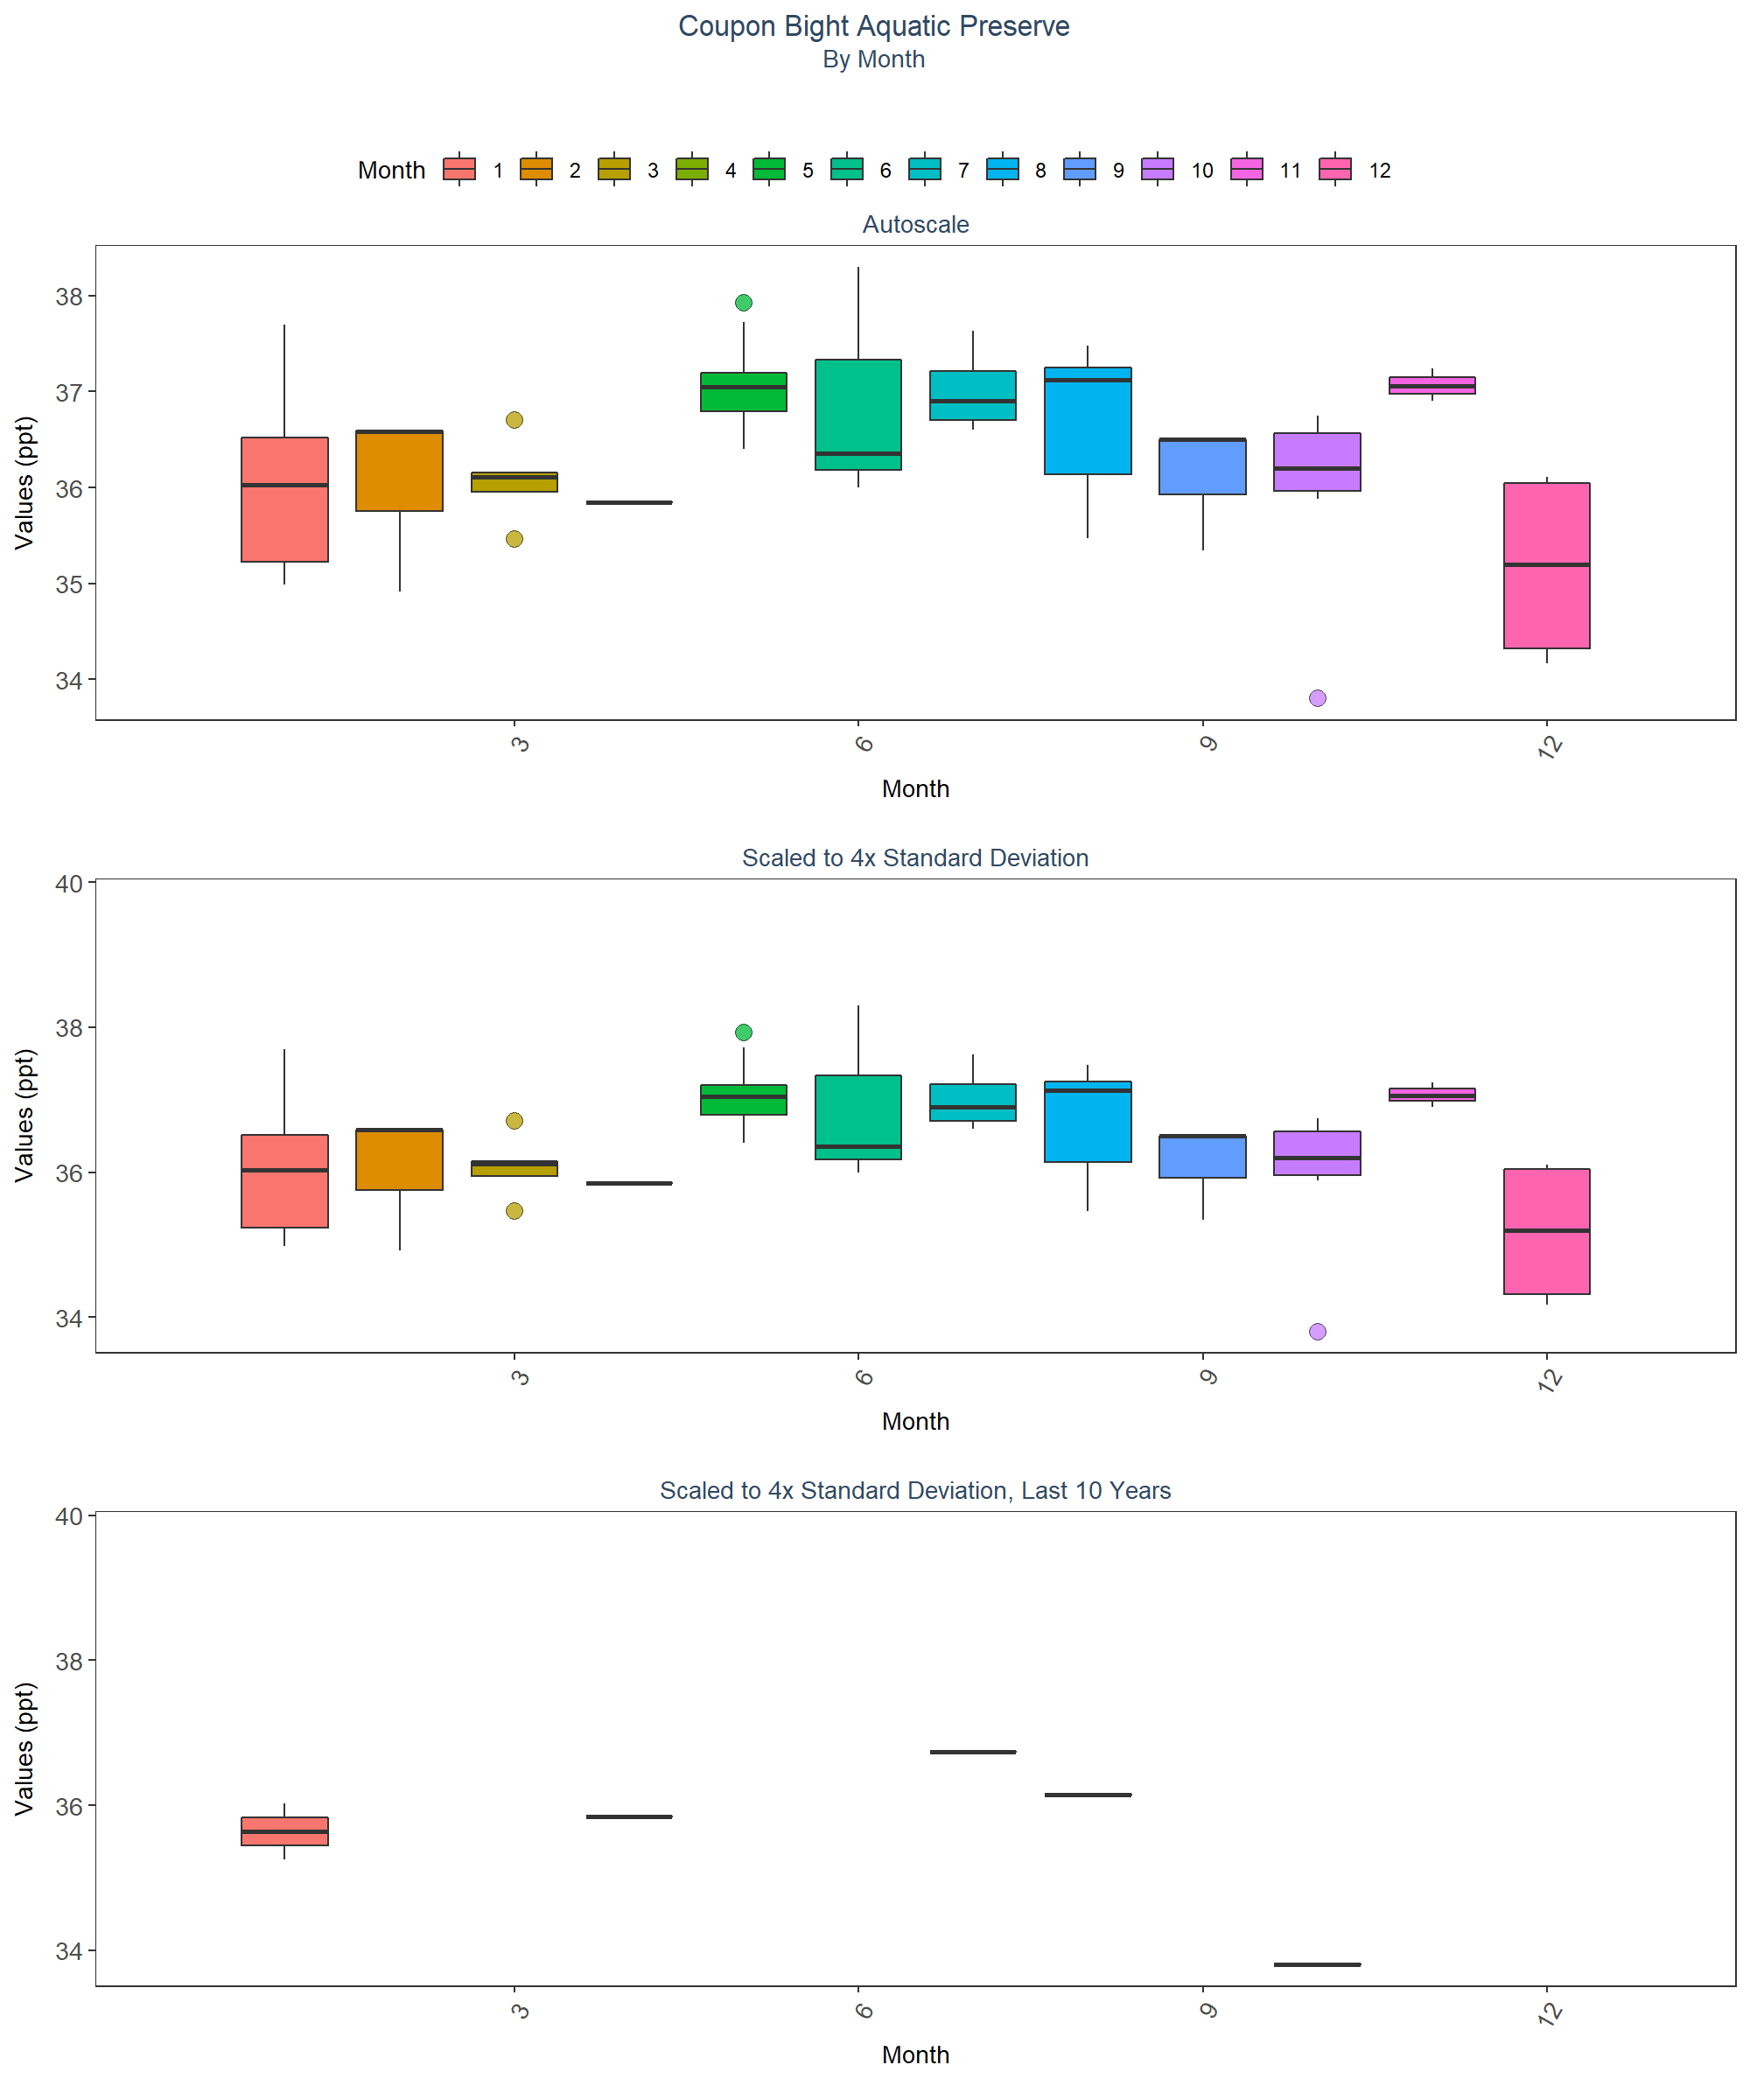 Coupon Bight Aquatic Preserve
By Month
Month 1 2 3 4 5 6 7 8 9 10 11 12
Autoscale
Values (ppt)
38
37
36
35
34
3 6 9 12
Month
Scaled to 4x Standard Deviation
Values (ppt)
40
38
36
34
3 6 9 12
Month
Scaled to 4x Standard Deviation, Last 10 Years
Values (ppt)
40
38
36
34
3 6 9 12
Month